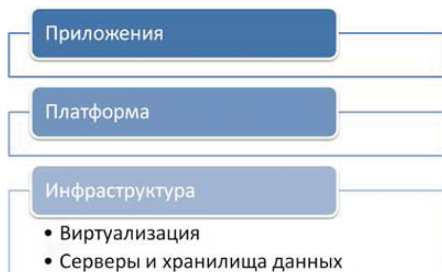 Приложения
Платформа
Инфраструктура
• Виртуализация
• Серверы и хранилища данных